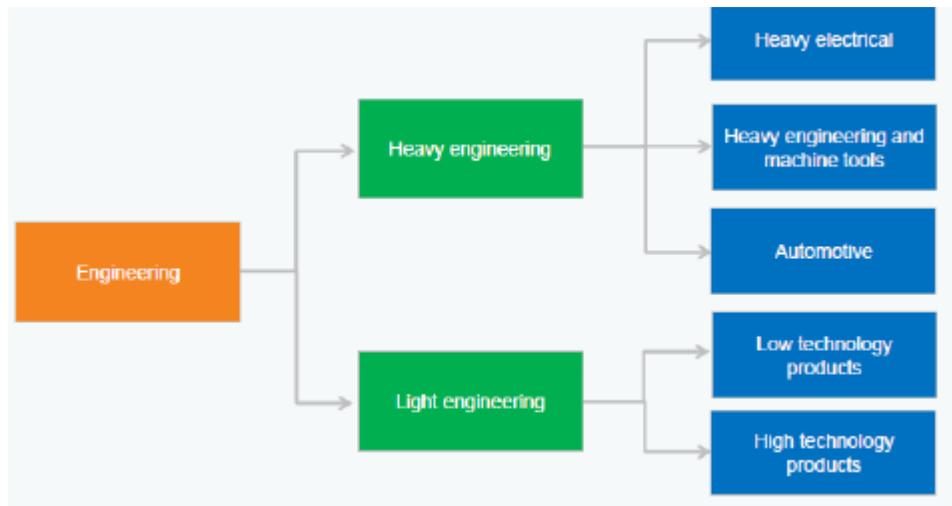 Heavy electrical
Heavy engineering
Heavy engineering and
machine tools
Automotive
Engineering
Low technology
products
Light engineering
High technology
products